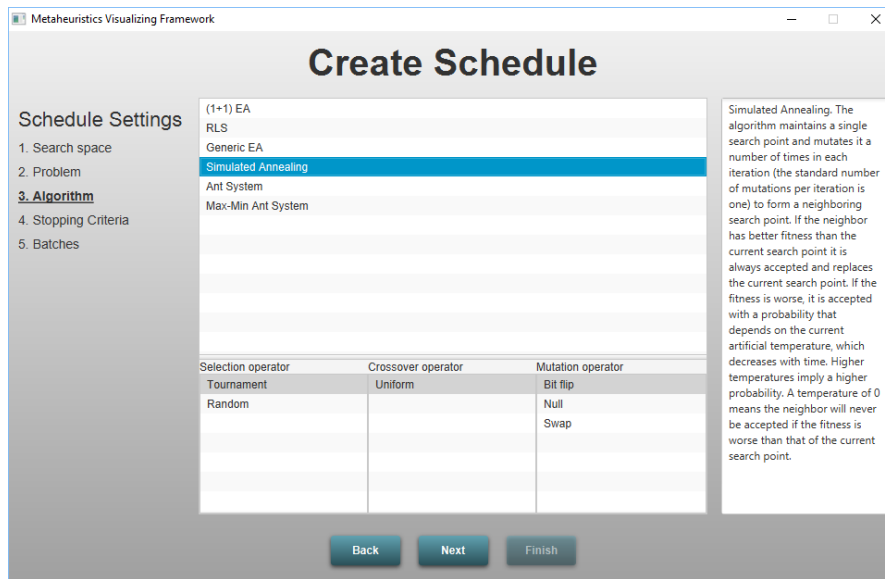 Metaheuristics Visualizing Framework
Create Schedule
Schedule Settings
1. Search space
2. Problem
3. Algorithm
4. Stopping Criteria
5. Batches
(1+1) EA
RLS
Generic EA
Simulated Annealing
Ant System
Max-Min Ant System
Selection operator
Tournament
Random
Crossover operator
Uniform
Mutation operator
Bit flip
Null
Swap
Simulated Annealing. The
algorithm maintains a single
search point and mutates it a
number of times in each
iteration (the standard number
of mutations per iteration is
one) to form a neighboring
search point. If the neighbor
has better fitness than the
current search point it is
always accepted and replaces
the current search point. If the
fitness is worse, it is accepted
with a probability that
depends on the current
artificial temperature, which
decreases with time. Higher
temperatures imply a higher
probability. A temperature of 0
means the neighbor will never
be accepted if the fitness is
worse than that of the current
search point.
Back
Next
Finish